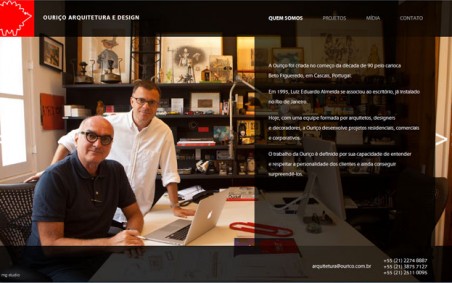 OURIÇO ARQUITETURA E DESIGN
QUEM SOMOS
PROJETOS
MÍDIA
CONTATO
A Ouriço foi criada no começo da década de 90 pelo carioca
Beto Figueiredo, em Cascais, Portugal.
Em 1995, Luiz Eduardo Almeida se associou ao escritório, já instalado
no Rio de Janeiro.
Hoje, com uma equipe formada por arquitetos, designers
e decoradores, a Ouriço desenvolve projetos residenciais, comerciais
e corporativos.
O trabalho da Ouriço é definido por sua capacidade de entender
e respeitar a personalidade dos clientes e ainda conseguir
surpreendê-los.
arquitetura@ourico.com.br
+55 (21) 2274 8887
+55 (21) 3875 7127
+55 (21) 2611 0095
mg studio